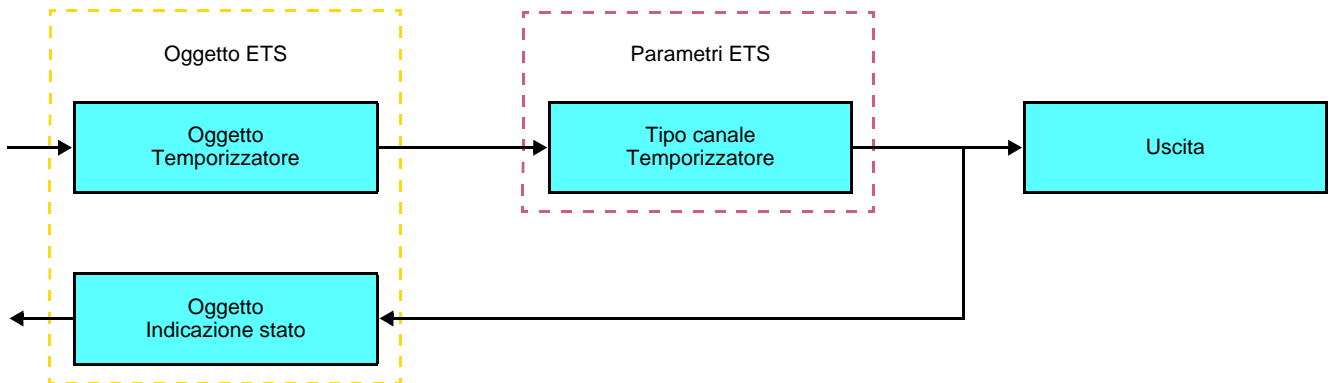 Oggetto ETS
Parametri ETS
Oggetto
Temporizzatore
Tipo canale
Temporizzatore
Uscita
Oggetto
Indicazione stato